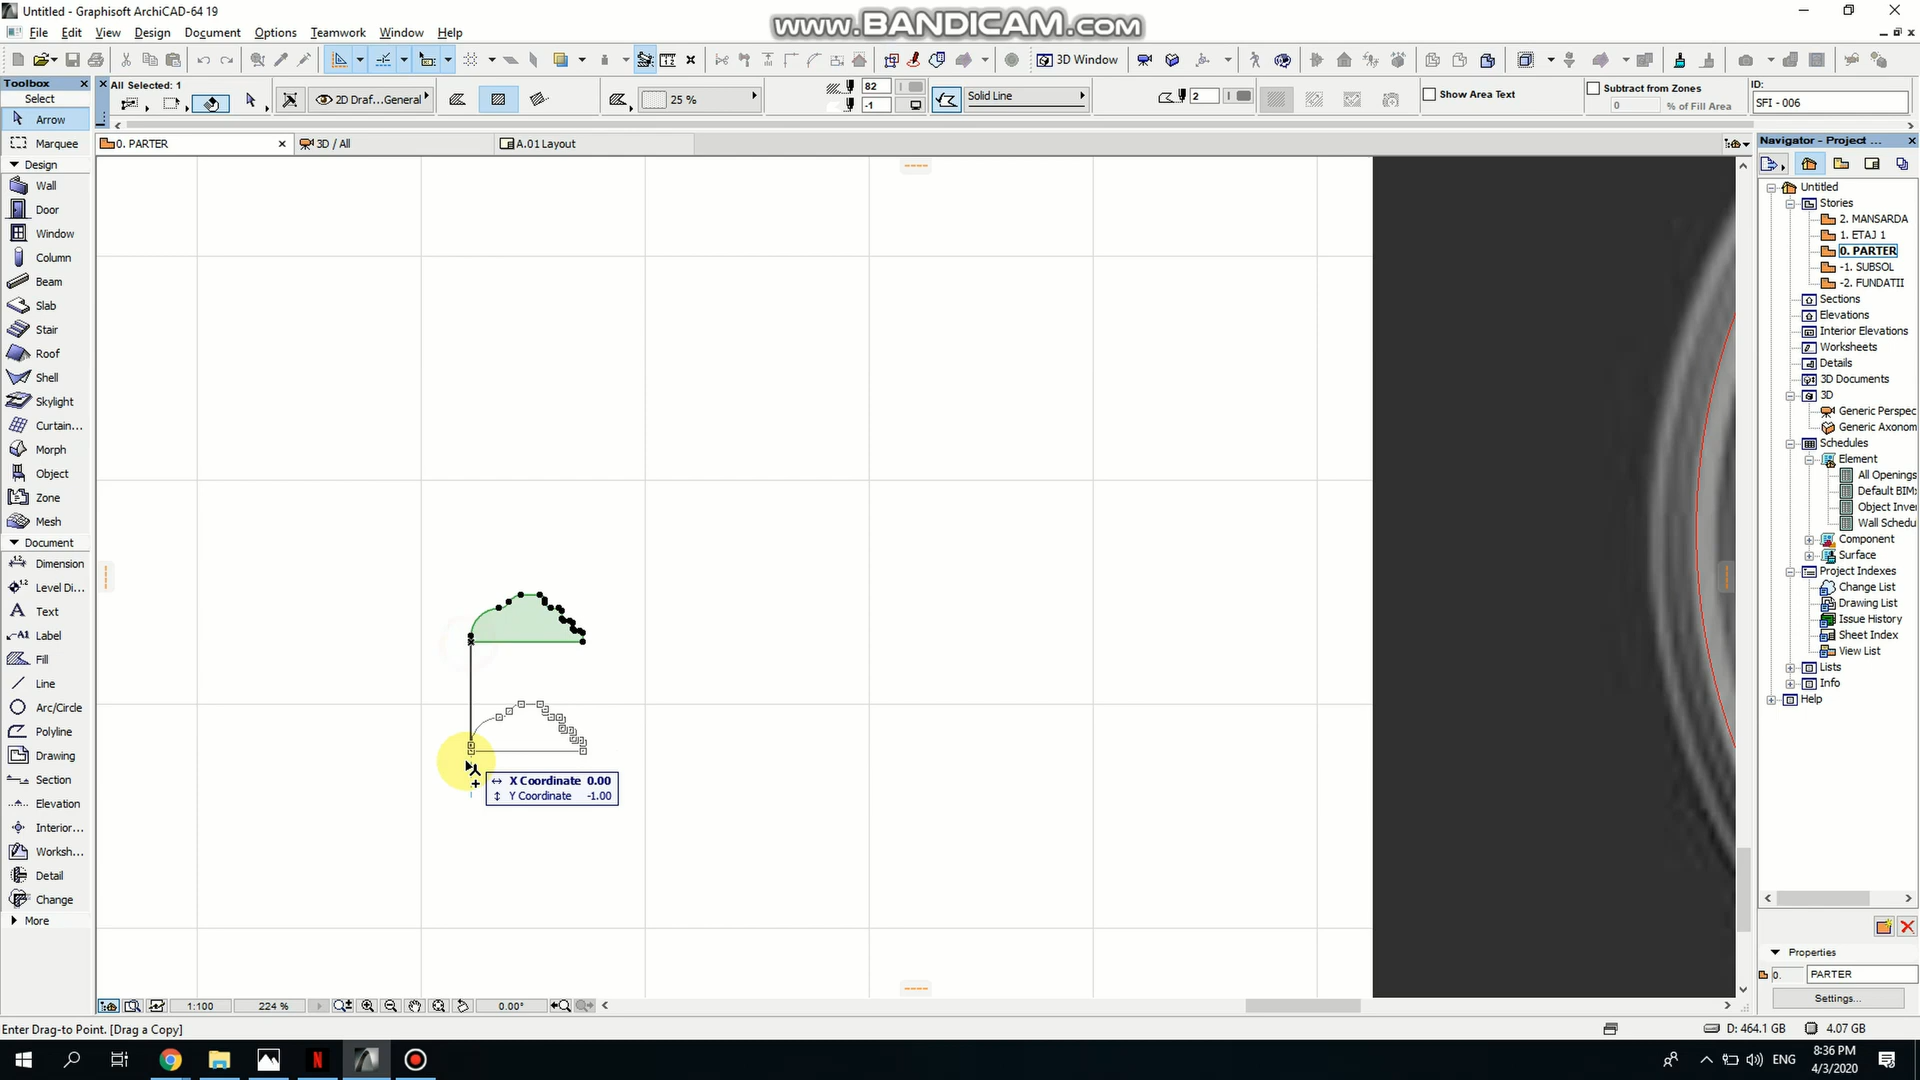 Untitled - Graphisoft ArchiCAD-64 19
www.BANDICAM.com
File Edit View Design Document Options Teamwork Window Help
3D Window
Toolbox
Select
Arrow
Marquee
Design
Wall
Door
Window
Column
Beam
Slab
Stair
Roof
Shell
Skylight
Curtain...
Morph
Object
Zone
Mesh
Document
Dimension
Level Di...
Text
Label
Fill
Line
Arc/Circle
Polyline
Drawing
Section
Elevation
Interior...
Worksh...
Detail
Change
More
All Selected: 1
2D Draf...General
25 %
82
-1
Solid Line
2
Show Area Text
Subtract from Zones
0 % of Fill Area
ID:
SFI - 006
0. PARTER
3D / All
A.01 Layout
X Coordinate 0.00
Y Coordinate -1.00
Navigator - Project ...
Untitled
Stories
2. MANSARDA
1. ETAJ 1
0. PARTER
-1. SUBSOL
-2. FUNDATII
Sections
Elevations
Interior Elevations
Worksheets
Details
3D Documents
3D
Generic Perspec
Generic Axonom
Schedules
Element
All Openings
Default BIM
Object Inve
Wall Schedu
Component
Surface
Project Indexes
Change List
Drawing List
Issue History
Sheet Index
View List
Lists
Info
Help
Properties
0. PARTER
Settings...
1:100
224 %
0.00°
Enter Drag-to Point. [Drag a Copy]
D: 464.1 GB
4.07 GB
ENG
8:36 PM
4/3/2020